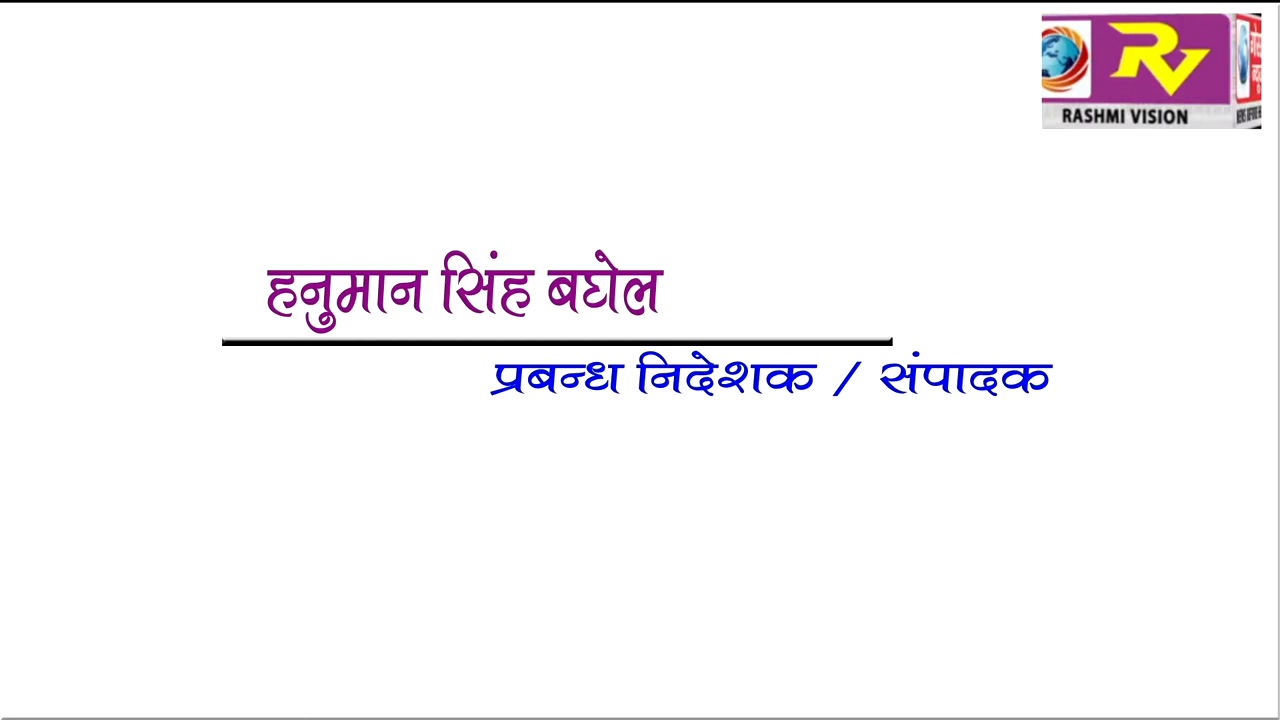 RV
RASHMI VISION
हनुमान सिंह बघेल
प्रबन्ध निदेशक / संपादक